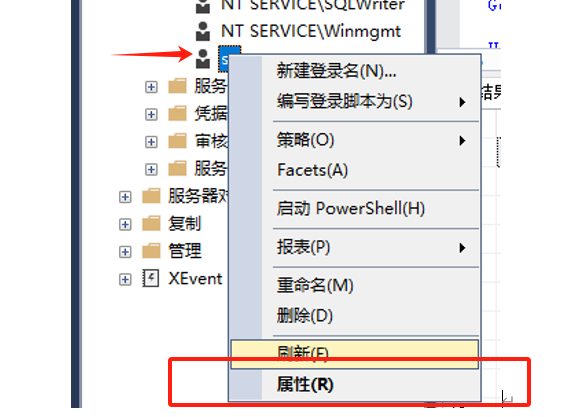 NT SERVICE\SQLWriter
NT SERVICE\Winmgmt
s
服务
凭据
审核
服务
服务器对
复制
管理
XEvent
新建登录名(N)...
编写登录脚本为(S)
策略(O)
Facets(A)
启动 PowerShell(H)
报表(P)
重命名(M)
删除(D)
刷新(F)
属性(R)
结果